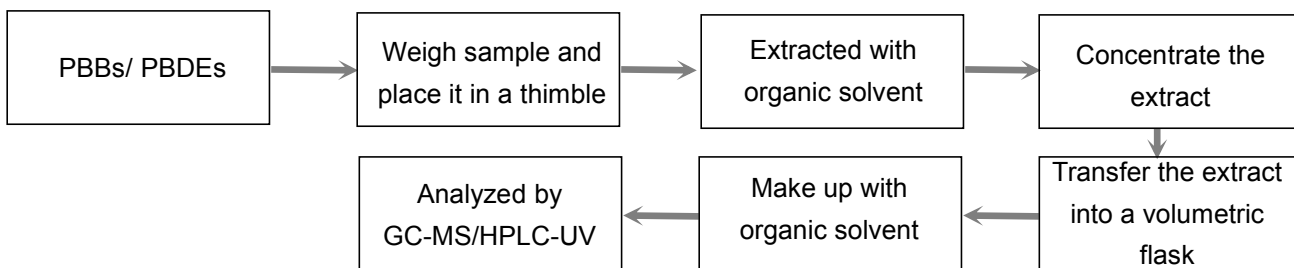 PBBs/ PBDEs
Weigh sample and
place it in a thimble
Extracted with
organic solvent
Concentrate the
extract
Transfer the extract
into a volumetric
flask
Make up with
organic solvent
Analyzed by
GC-MS/HPLC-UV